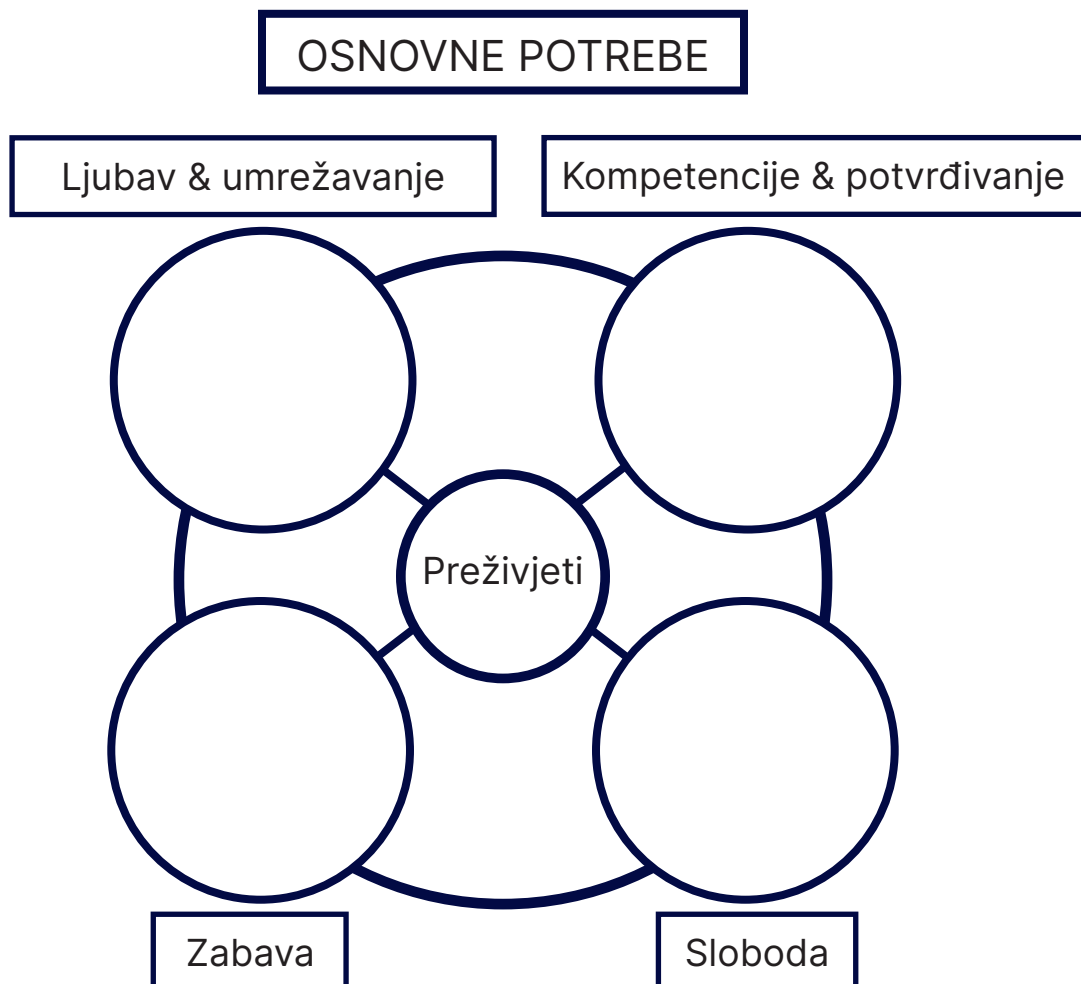 OSNOVNE POTREBE
Ljubav & umrežavanje
Kompetencije & potvrđivanje
Preživjeti
Zabava
Sloboda